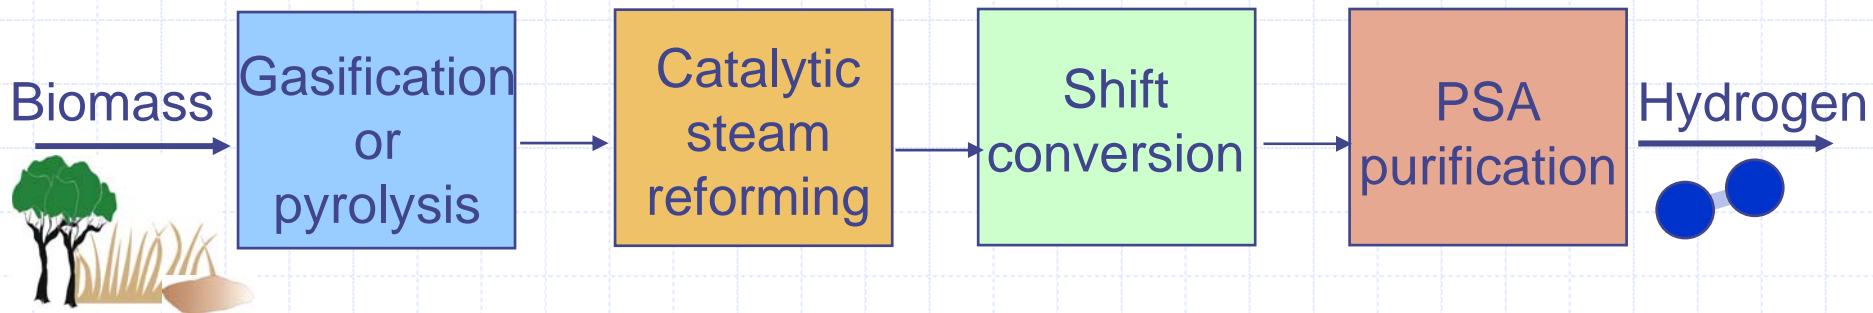 Biomass
Gasification
or
pyrolysis
Catalytic
steam
reforming
Shift
conversion
PSA
purification
Hydrogen